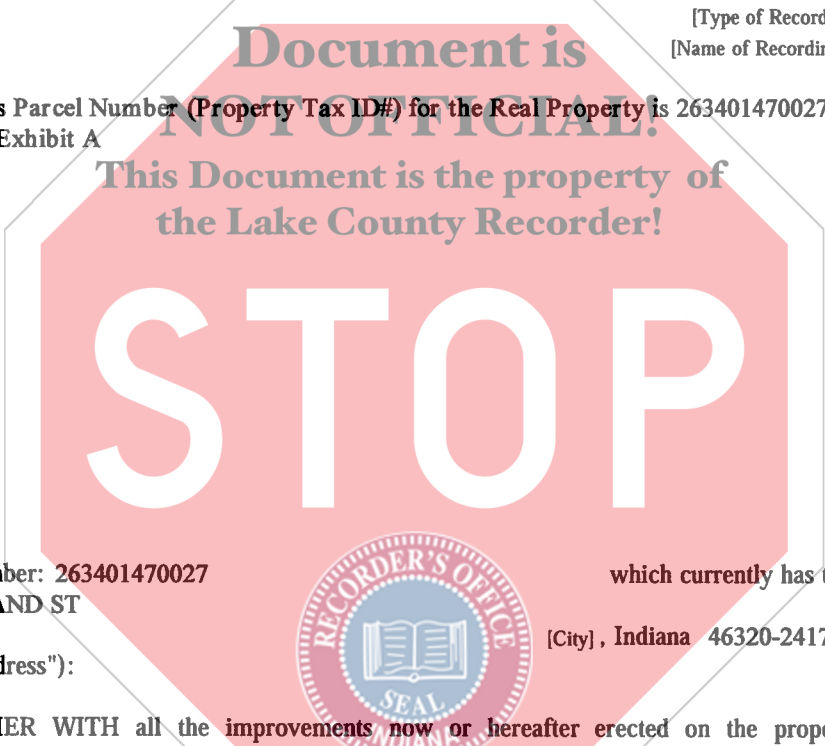 [Type of Record
Document is
[Name of Recordin
s Parcel Number (Property Tax ID#) for the Real Property is 263401470027
NOT OFFICIAL!
Exhibit A
This Document is the property of
the Lake County Recorder!
STOP
ber: 263401470027 which currently has t
AND ST
RECORDER'S OFFICE
[City], Indiana 46320-2417
dress"):
SEAL
IER WITH all the improvements now or hereafter erected on the prope
INDIANA